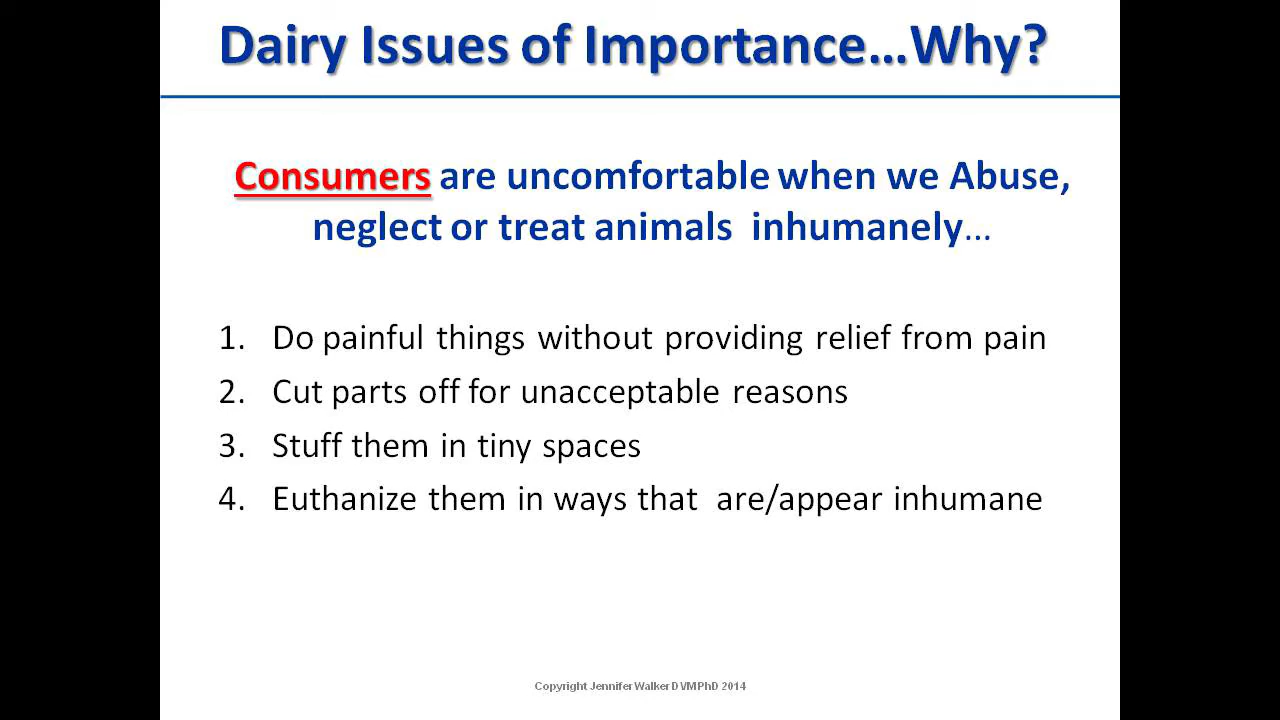 Dairy Issues of Importance...Why?
Consumers are uncomfortable when we Abuse,
neglect or treat animals inhumanely...
1. Do painful things without providing relief from pain
2. Cut parts off for unacceptable reasons
3. Stuff them in tiny spaces
4. Euthanize them in ways that are/appear inhumane
Copyright Jennifer Walker DVMPhD 2014